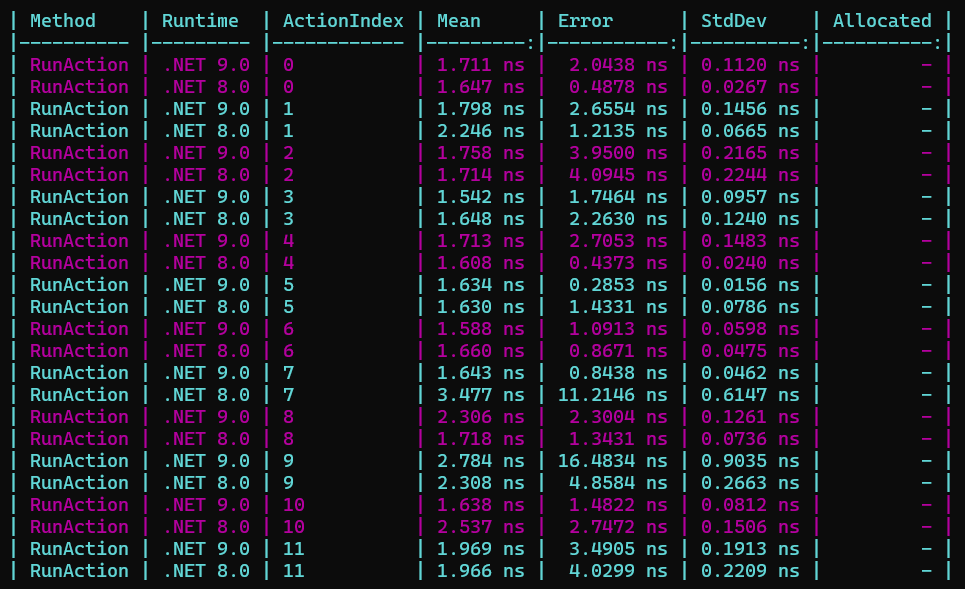 | Method    | Runtime  | ActionIndex | Mean     | Error      | StdDev    | Allocated |
|---------- |--------- |------------ |---------:|-----------:|----------:|----------:|
| RunAction | .NET 9.0 | 0           | 1.711 ns |  2.0438 ns | 0.1120 ns |         - |
| RunAction | .NET 8.0 | 0           | 1.647 ns |  0.4878 ns | 0.0267 ns |         - |
| RunAction | .NET 9.0 | 1           | 1.798 ns |  2.6554 ns | 0.1456 ns |         - |
| RunAction | .NET 8.0 | 1           | 2.246 ns |  1.2135 ns | 0.0665 ns |         - |
| RunAction | .NET 9.0 | 2           | 1.758 ns |  3.9500 ns | 0.2165 ns |         - |
| RunAction | .NET 8.0 | 2           | 1.714 ns |  4.0945 ns | 0.2244 ns |         - |
| RunAction | .NET 9.0 | 3           | 1.542 ns |  1.7464 ns | 0.0957 ns |         - |
| RunAction | .NET 8.0 | 3           | 1.648 ns |  2.2630 ns | 0.1240 ns |         - |
| RunAction | .NET 9.0 | 4           | 1.713 ns |  2.7053 ns | 0.1483 ns |         - |
| RunAction | .NET 8.0 | 4           | 1.608 ns |  0.4373 ns | 0.0240 ns |         - |
| RunAction | .NET 9.0 | 5           | 1.634 ns |  0.2853 ns | 0.0156 ns |         - |
| RunAction | .NET 8.0 | 5           | 1.630 ns |  1.4331 ns | 0.0786 ns |         - |
| RunAction | .NET 9.0 | 6           | 1.588 ns |  1.0913 ns | 0.0598 ns |         - |
| RunAction | .NET 8.0 | 6           | 1.660 ns |  0.8671 ns | 0.0475 ns |         - |
| RunAction | .NET 9.0 | 7           | 1.643 ns |  0.8438 ns | 0.0462 ns |         - |
| RunAction | .NET 8.0 | 7           | 3.477 ns | 11.2146 ns | 0.6147 ns |         - |
| RunAction | .NET 9.0 | 8           | 2.306 ns |  2.3004 ns | 0.1261 ns |         - |
| RunAction | .NET 8.0 | 8           | 1.718 ns |  1.3431 ns | 0.0736 ns |         - |
| RunAction | .NET 9.0 | 9           | 2.784 ns | 16.4834 ns | 0.9035 ns |         - |
| RunAction | .NET 8.0 | 9           | 2.308 ns |  4.8584 ns | 0.2663 ns |         - |
| RunAction | .NET 9.0 | 10          | 1.638 ns |  1.4822 ns | 0.0812 ns |         - |
| RunAction | .NET 8.0 | 10          | 2.537 ns |  2.7472 ns | 0.1506 ns |         - |
| RunAction | .NET 9.0 | 11          | 1.969 ns |  3.4905 ns | 0.1913 ns |         - |
| RunAction | .NET 8.0 | 11          | 1.966 ns |  4.0299 ns | 0.2209 ns |         - |